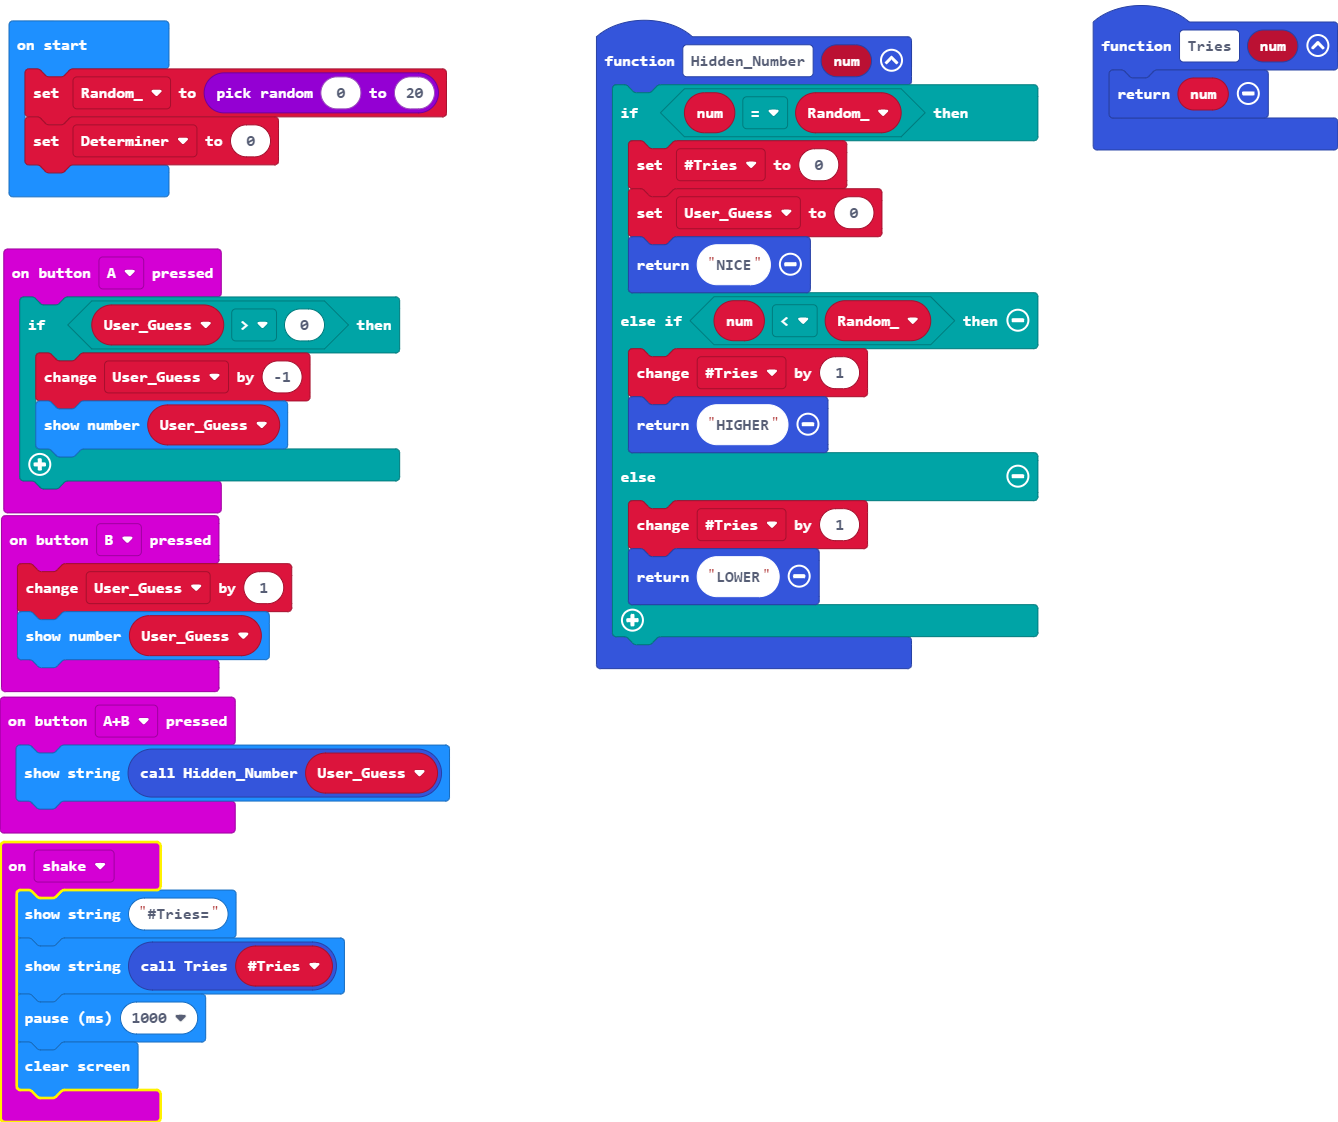 on start
set Random_ to pick random 0 to 20
set Determiner to 0
on button A pressed
if User_Guess > 0 then
change User_Guess by -1
show number User_Guess
on button B pressed
change User_Guess by 1
show number User_Guess
on button A+B pressed
show string call Hidden_Number User_Guess
on shake
show string "#Tries="
show string call Tries #Tries
pause (ms) 1000
clear screen
function Hidden_Number num
if num = Random_ then
set #Tries to 0
set User_Guess to 0
return "NICE"
else if num < Random_ then
change #Tries by 1
return "HIGHER"
else
change #Tries by 1
return "LOWER"
function Tries num
return num